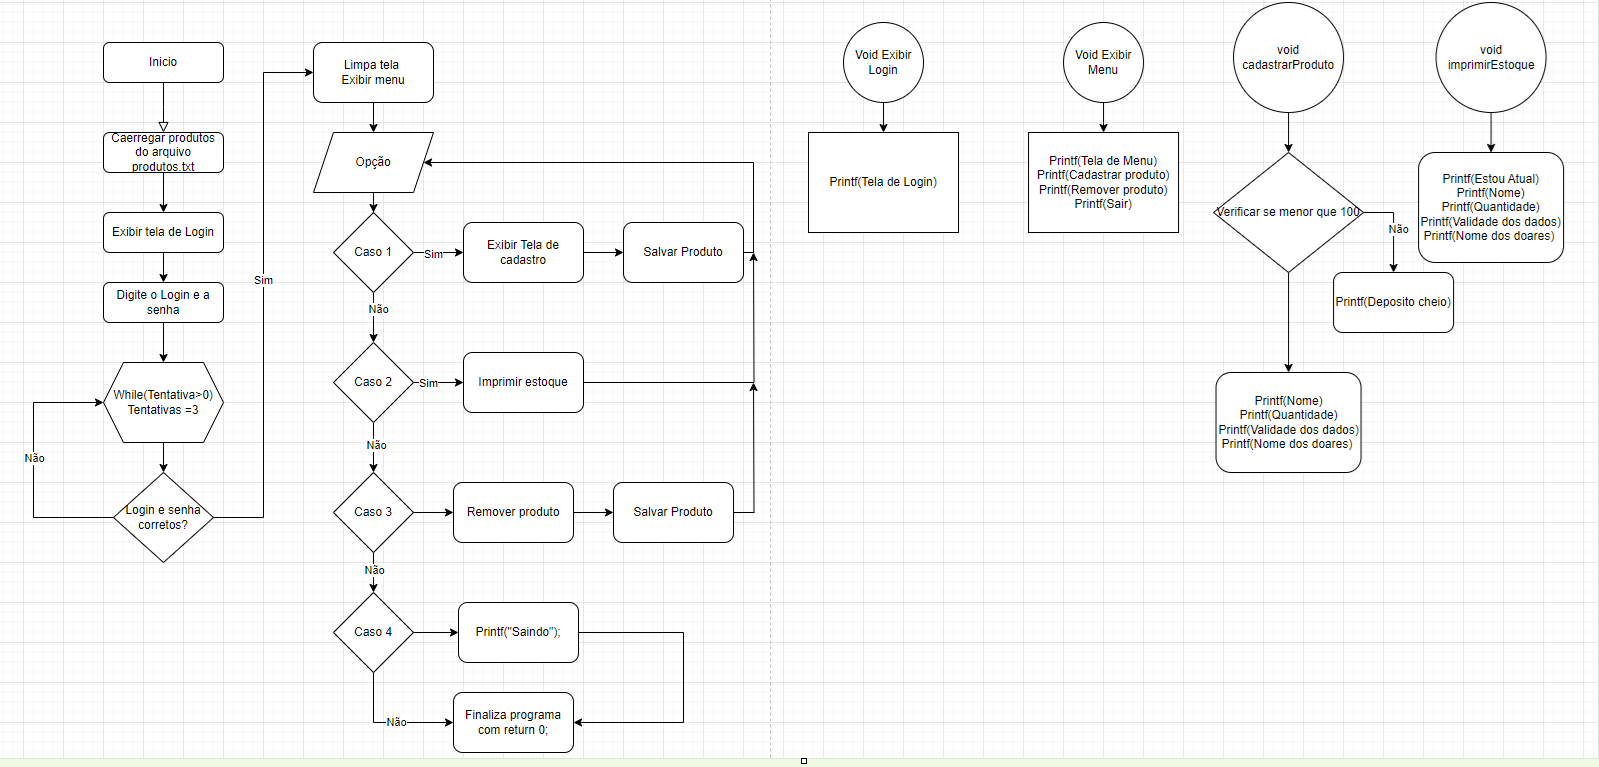 Inicio
Caerregar produtos
do arquivo
produtos.txt
Exibir tela de Login
Digite o Login e a
senha
While(Tentativa>0)
Tentativas =3
Não
Login e senha
corretos?
Sim
Limpa tela
Exibir menu
Opção
Caso 1
Sim
Exibir Tela de
cadastro
Salvar Produto
Não
Caso 2
Sim
Imprimir estoque
Não
Caso 3
Remover produto
Salvar Produto
Não
Caso 4
Printf("Saindo");
Não
Finaliza programa
com return 0;
Void Exibir
Login
Printf(Tela de Login)
Void Exibir
Menu
Printf(Tela de Menu)
Printf(Cadastrar produto)
Printf(Remover produto)
Printf(Sair)
void
cadastrarProduto
Verificar se menor que 100
Não
Printf(Deposito cheio)
Printf(Nome)
Printf(Quantidade)
Printf(Validade dos dados)
Printf(Nome dos doares)
void
imprimirEstoque
Printf(Estou Atual)
Printf(Nome)
Printf(Quantidade)
Printf(Validade dos dados)
Printf(Nome dos doares)